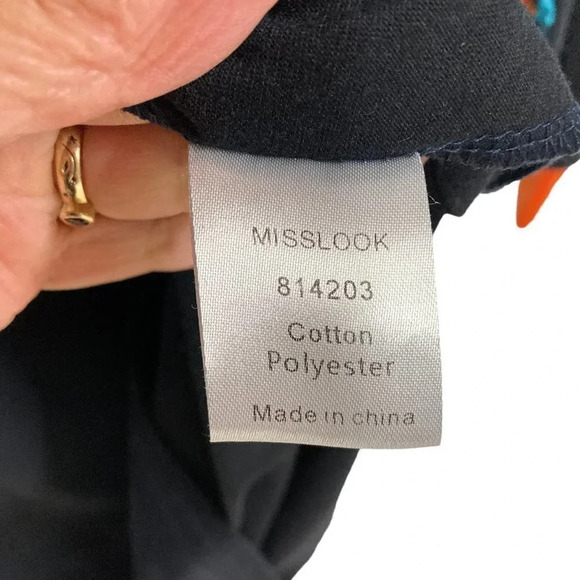 MISSLOOK
814203
Cotton
Polyester
Made in china